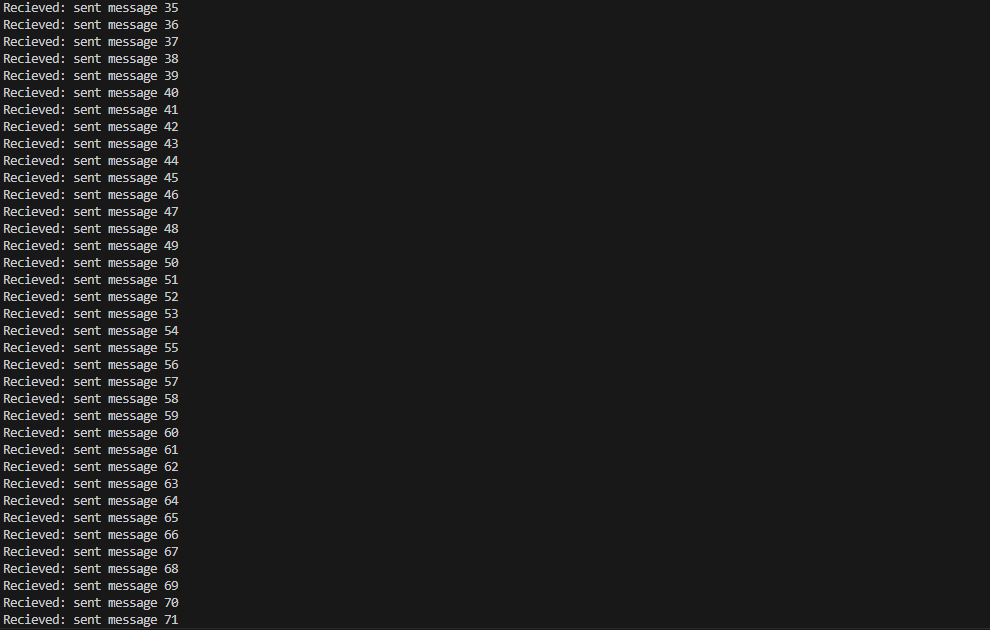 Recieved: sent message 35
Recieved: sent message 36
Recieved: sent message 37
Recieved: sent message 38
Recieved: sent message 39
Recieved: sent message 40
Recieved: sent message 41
Recieved: sent message 42
Recieved: sent message 43
Recieved: sent message 44
Recieved: sent message 45
Recieved: sent message 46
Recieved: sent message 47
Recieved: sent message 48
Recieved: sent message 49
Recieved: sent message 50
Recieved: sent message 51
Recieved: sent message 52
Recieved: sent message 53
Recieved: sent message 54
Recieved: sent message 55
Recieved: sent message 56
Recieved: sent message 57
Recieved: sent message 58
Recieved: sent message 59
Recieved: sent message 60
Recieved: sent message 61
Recieved: sent message 62
Recieved: sent message 63
Recieved: sent message 64
Recieved: sent message 65
Recieved: sent message 66
Recieved: sent message 67
Recieved: sent message 68
Recieved: sent message 69
Recieved: sent message 70
Recieved: sent message 71